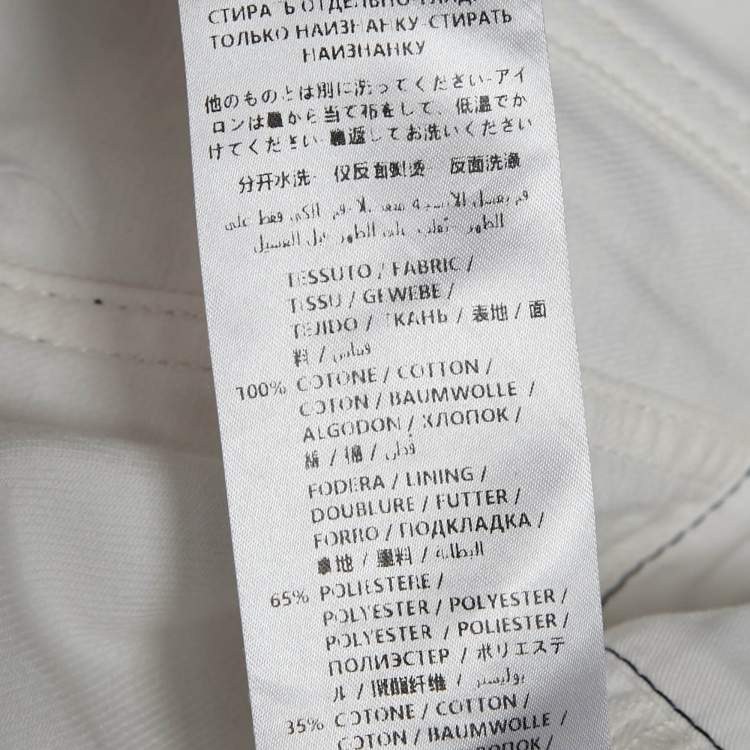 ТОЛЬКО НАИЗНАНКУ-СТИРАТЬ
НАИЗНАНКУ
他のものとは別に洗ってください-アイ
ロンは裏から当て布をして、低温でか
けてください-裏返してお洗いください
分开水洗- 仅反面熨烫 反面洗涤
TESSUTO / FABRIC /
TISSU / GEWEBE /
TEJIDO / ТКАНЬ / 表地 / 面
料 / قماش
100% COTONE / COTTON /
COTON / BAUMWOLLE /
ALGODON / ХЛОПОК /
綿 / 棉 / قطن
FODERA / LINING /
DOUBLURE / FUTTER /
FORRO / ПОДКЛАДКА /
裏地 / 里料 / البطانة
65% POLIESTERE /
POLYESTER / POLYESTER /
POLYESTER / POLIESTER /
ПОЛИЭСТЕР / ポリエステ
ル / 聚酯纤维 / بوليستر
35% COTONE / COTTON /
COTON / BAUMWOLLE /